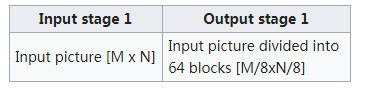 Input stage 1
Output stage 1
Input picture [M x N]
Input picture divided into
64 blocks [M/8xN/8]